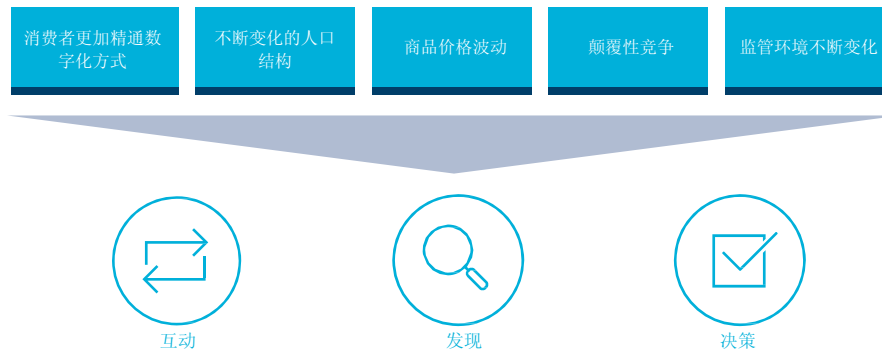 消费者更加精通数
字化方式
不断变化的人口
结构
商品价格波动
颠覆性竞争
监管环境不断变化
互动
发现
决策